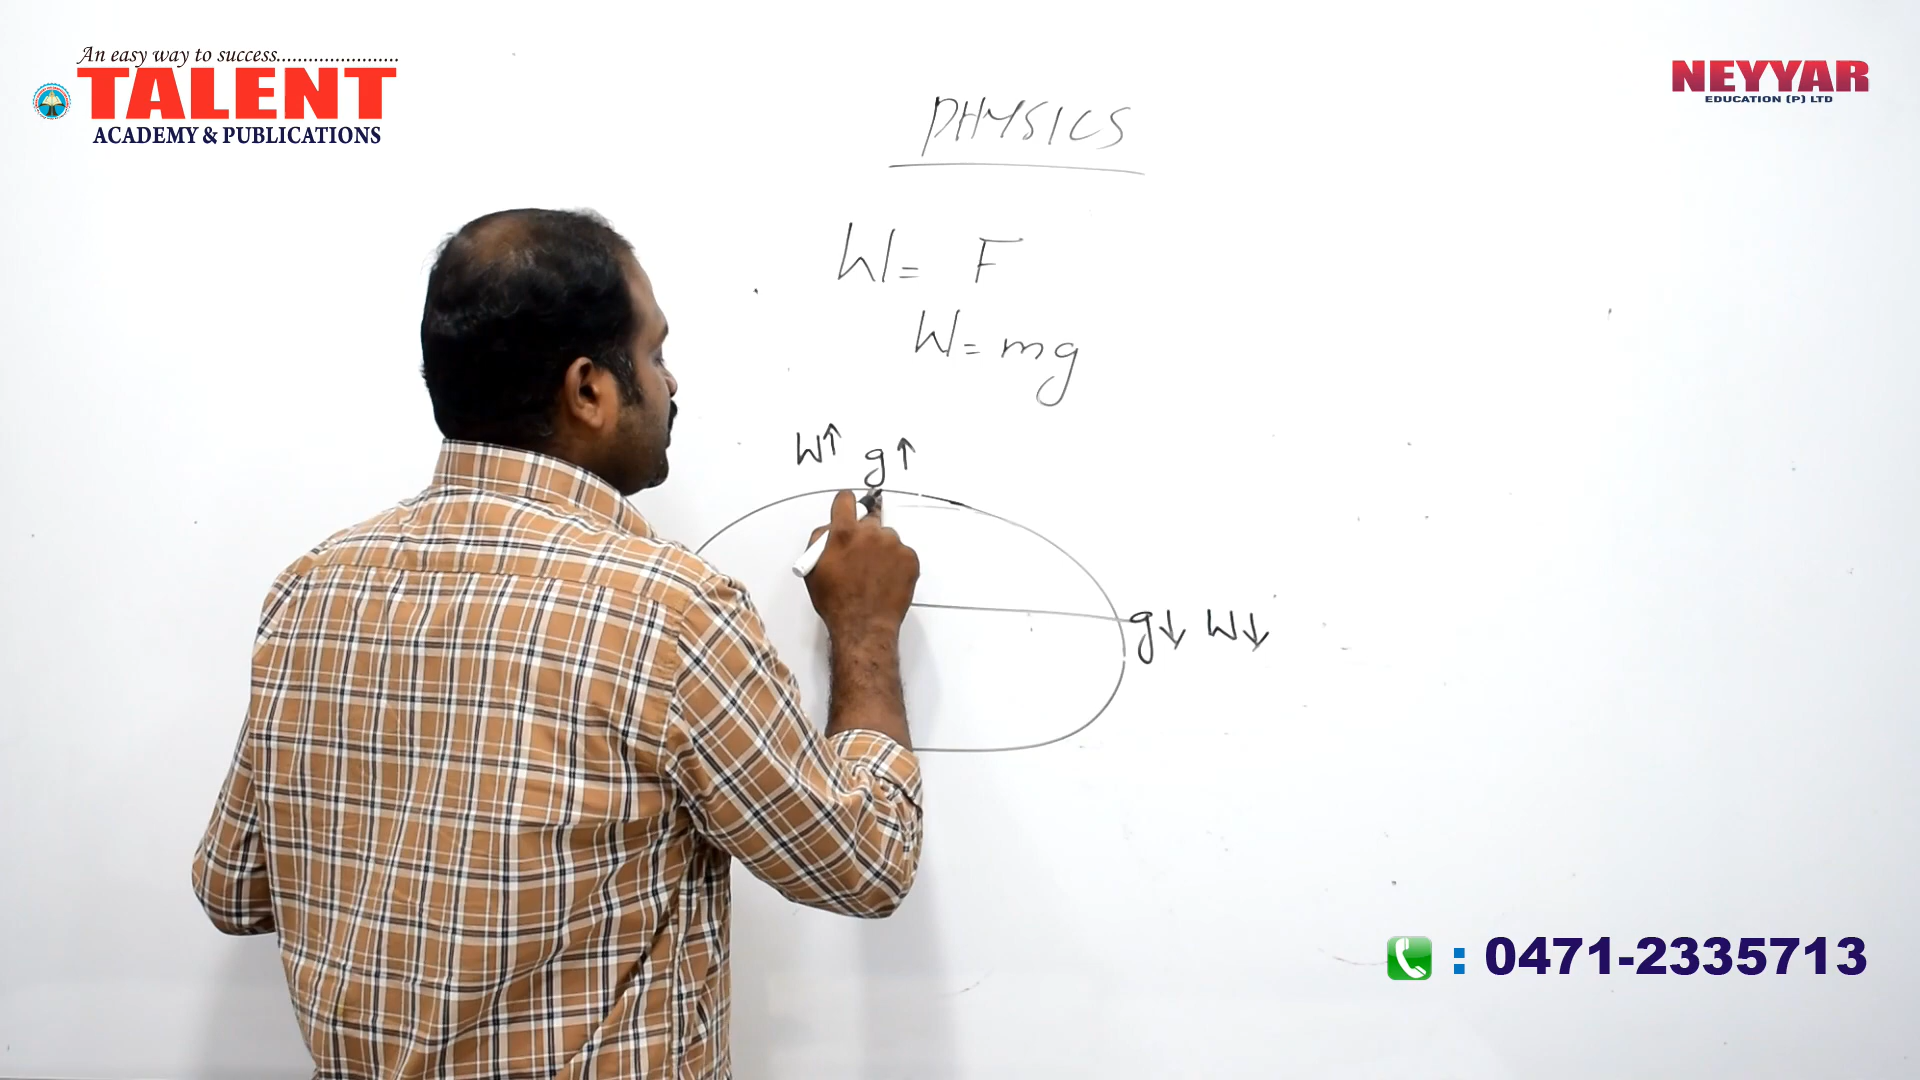 An easy way to success......................
TALENT
ACADEMY & PUBLICATIONS
NEYYAR
EDUCATION (P) LTD
PHYSICS
W = F
W = mg
W↑ g↑
g↓ W↓
: 0471-2335713